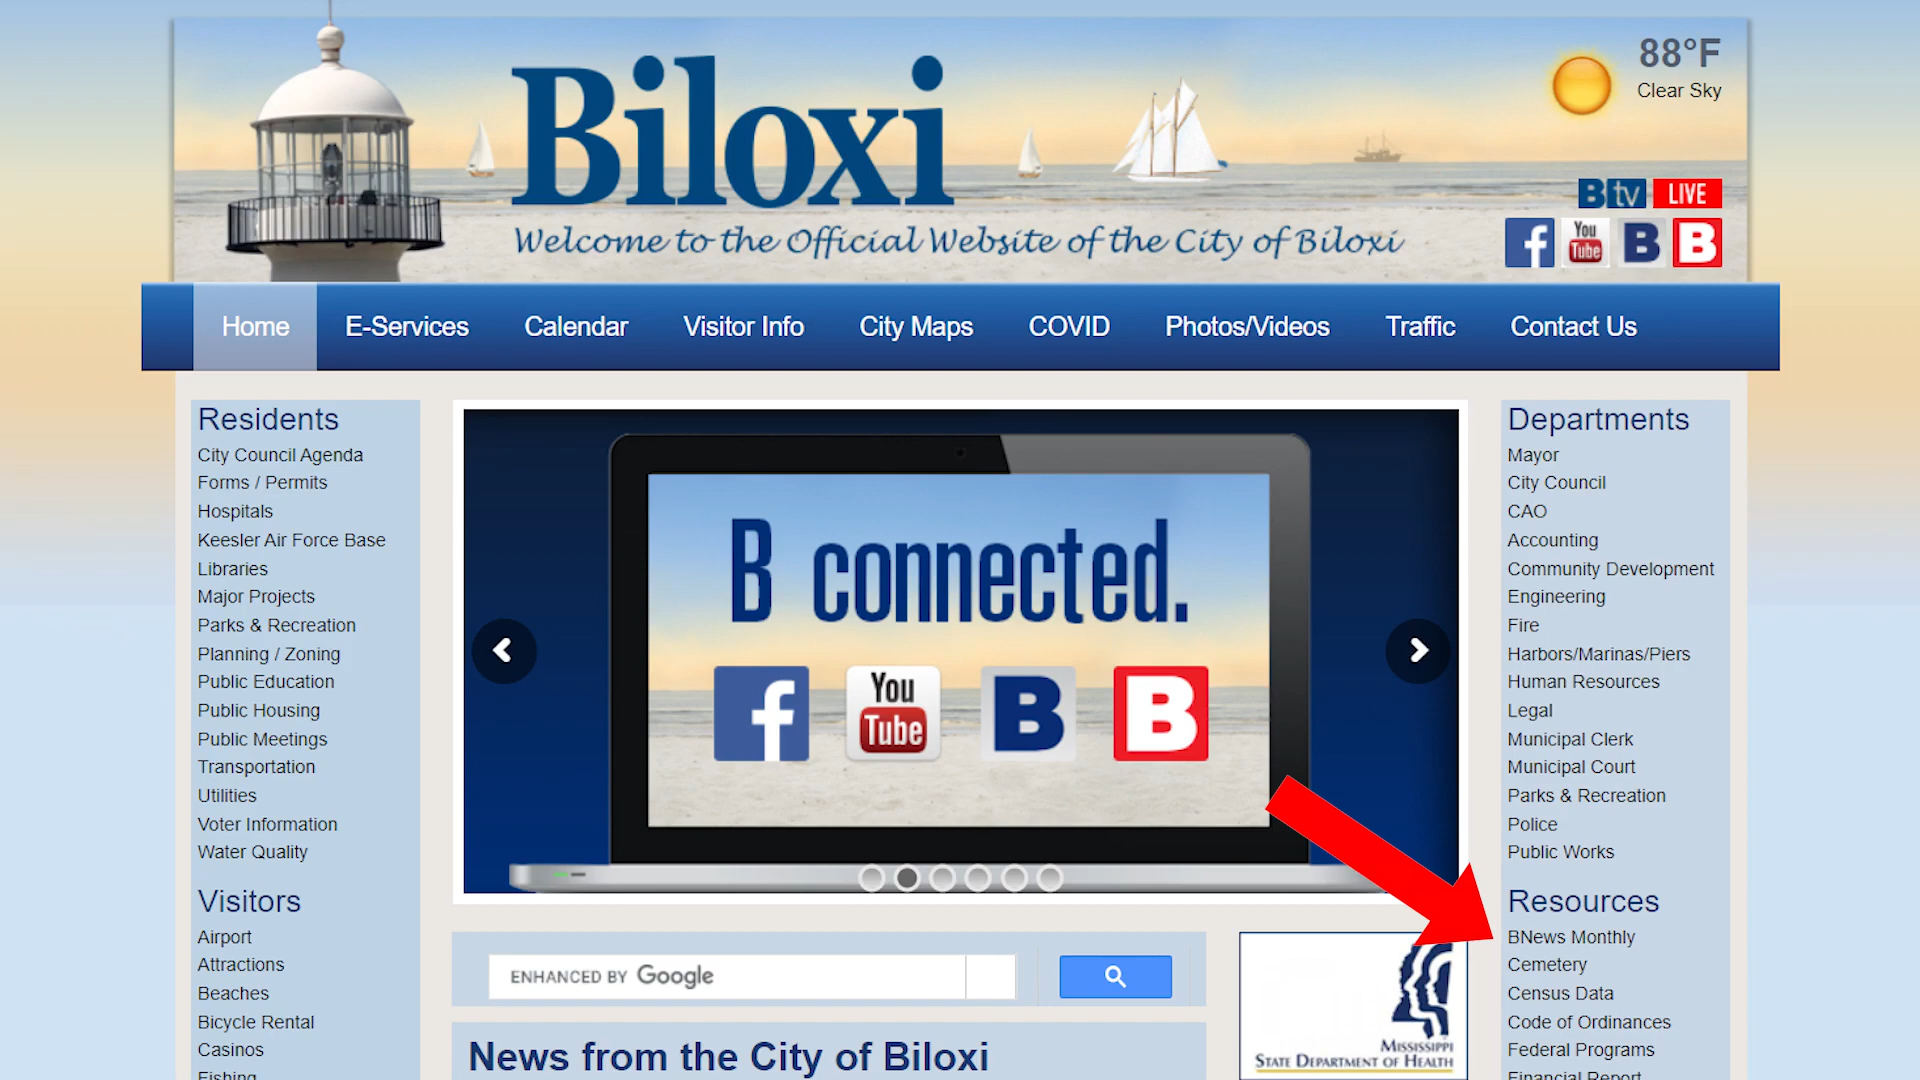 Biloxi
Welcome to the Official Website of the City of Biloxi
88°F
Clear Sky
Btv LIVE
f You Tube B B
Home E-Services Calendar Visitor Info City Maps COVID Photos/Videos Traffic Contact Us
Residents
City Council Agenda
Forms / Permits
Hospitals
Keesler Air Force Base
Libraries
Major Projects
Parks & Recreation
Planning / Zoning
Public Education
Public Housing
Public Meetings
Transportation
Utilities
Voter Information
Water Quality
Visitors
Airport
Attractions
Beaches
Bicycle Rental
Casinos
Fishing
B connected.
f You Tube B B
ENHANCED BY Google
News from the City of Biloxi
MISSISSIPPI
STATE DEPARTMENT OF HEALTH
Departments
Mayor
City Council
CAO
Accounting
Community Development
Engineering
Fire
Harbors/Marinas/Piers
Human Resources
Legal
Municipal Clerk
Municipal Court
Parks & Recreation
Police
Public Works
Resources
BNews Monthly
Cemetery
Census Data
Code of Ordinances
Federal Programs
Financial Report